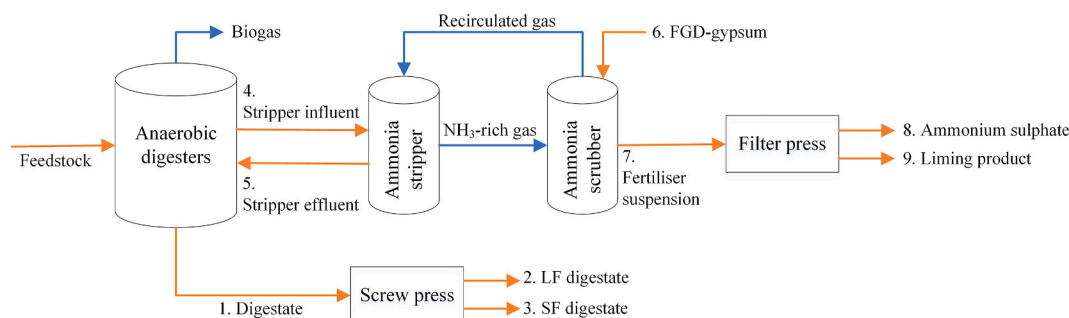 Recirculated gas
Biogas
6. FGD-gypsum
4.
Stripper influent
Anaerobic
digesters
Ammonia
stripper
NH₃-rich gas
Ammonia
scrubber
Filter press
8. Ammonium sulphate
9. Liming product
Feedstock
5.
Stripper effluent
7.
Fertiliser
suspension
1. Digestate
Screw press
2. LF digestate
3. SF digestate